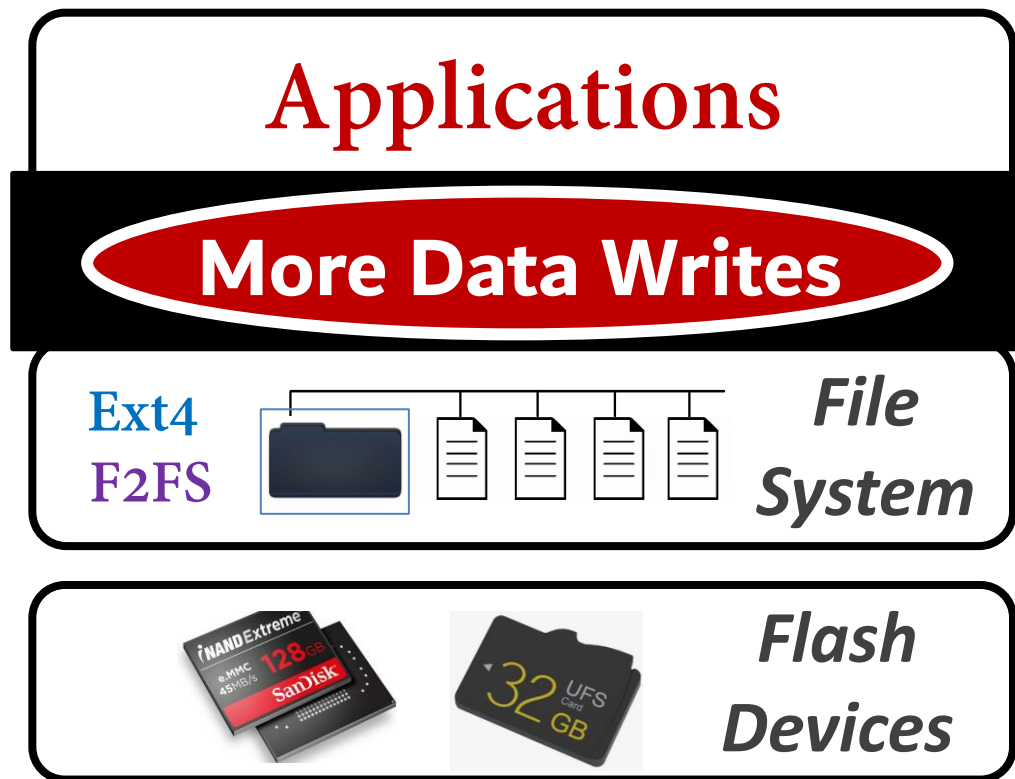 Applications
More Data Writes
Ext4
F2FS
File
System
iNAND Extreme
e.MMC 128GB
45MB/s
SanDisk
32 UFS
Card
GB
Flash
Devices